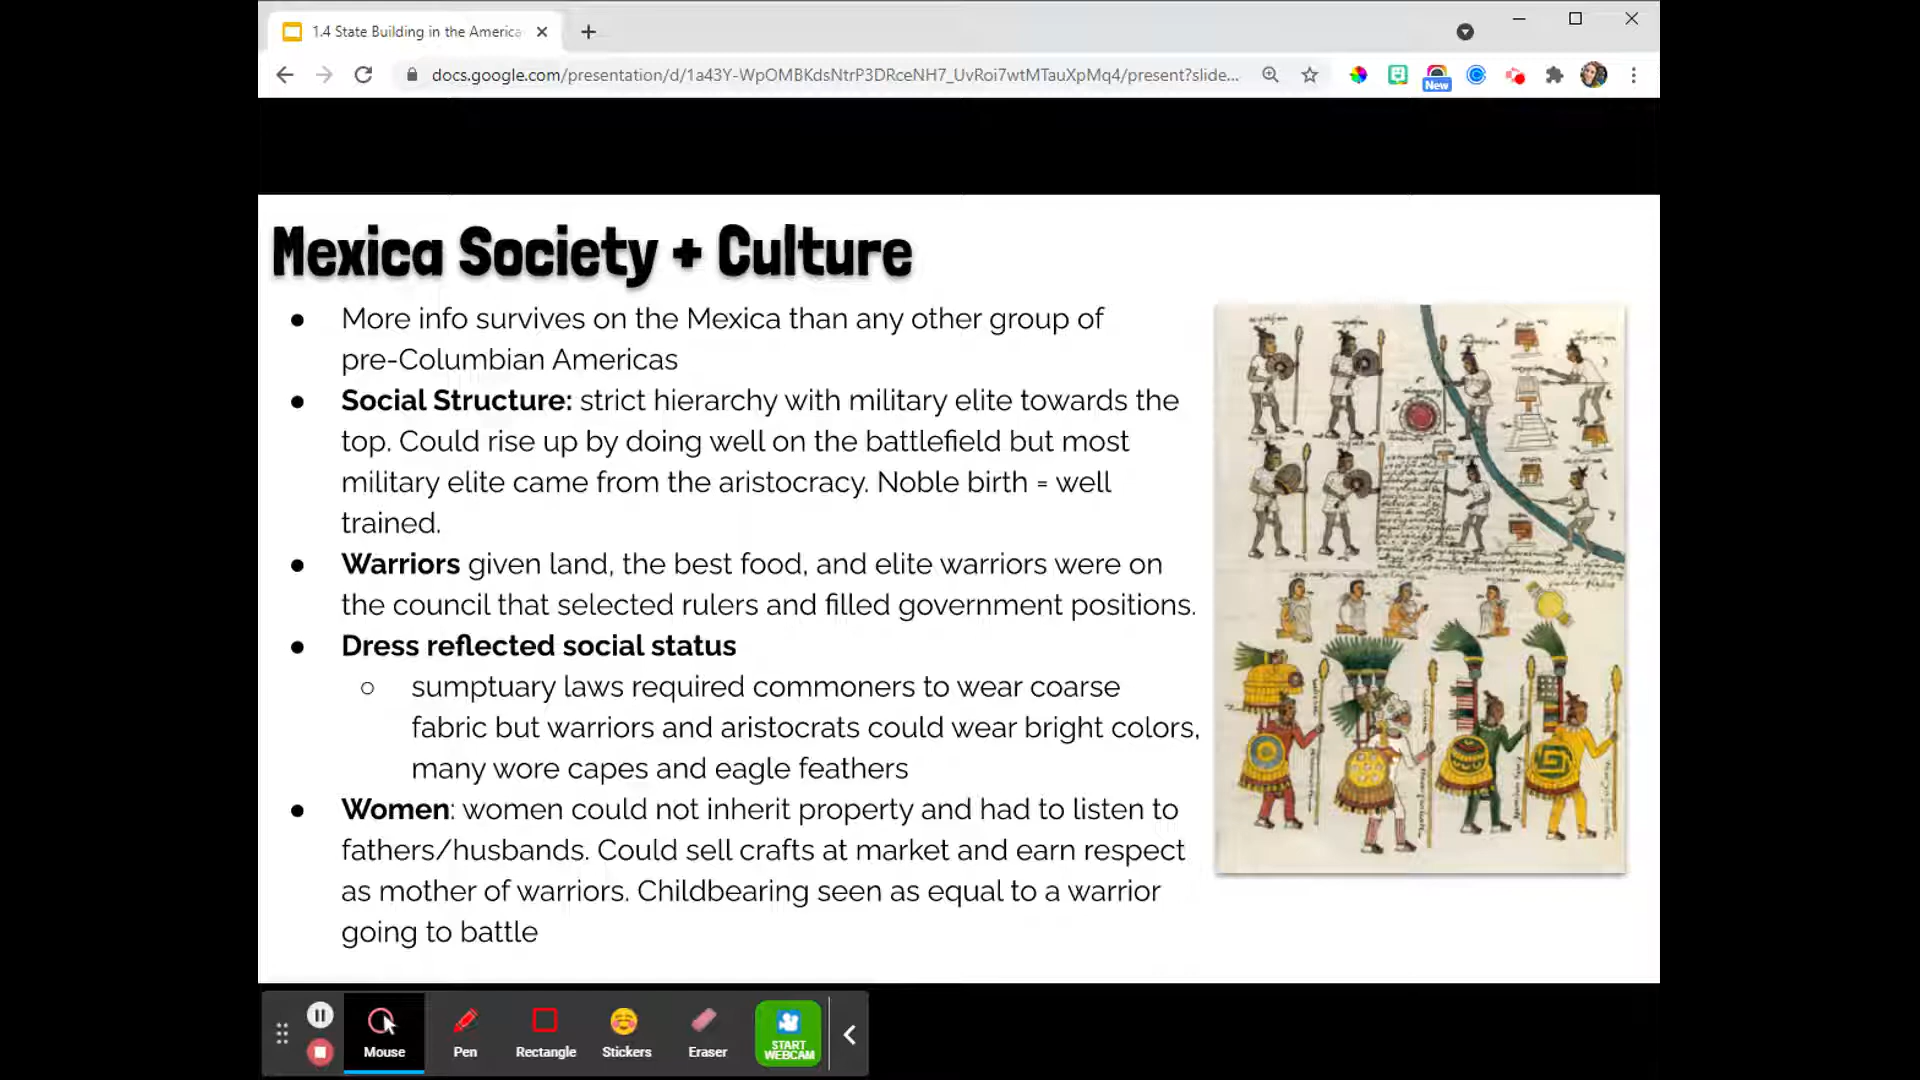 1.4 State Building in the America
docs.google.com/presentation/d/1a43Y-WpOMBKdsNtrP3DRceNH7_UvRoi7wtMTauXpMq4/present?slide...
New
Mexica Society + Culture
● More info survives on the Mexica than any other group of
pre-Columbian Americas
● Social Structure: strict hierarchy with military elite towards the
top. Could rise up by doing well on the battlefield but most
military elite came from the aristocracy. Noble birth = well
trained.
● Warriors given land, the best food, and elite warriors were on
the council that selected rulers and filled government positions.
● Dress reflected social status
○ sumptuary laws required commoners to wear coarse
fabric but warriors and aristocrats could wear bright colors,
many wore capes and eagle feathers
● Women: women could not inherit property and had to listen to
fathers/husbands. Could sell crafts at market and earn respect
as mother of warriors. Childbearing seen as equal to a warrior
going to battle
Mouse Pen Rectangle Stickers Eraser START
WEBCAM